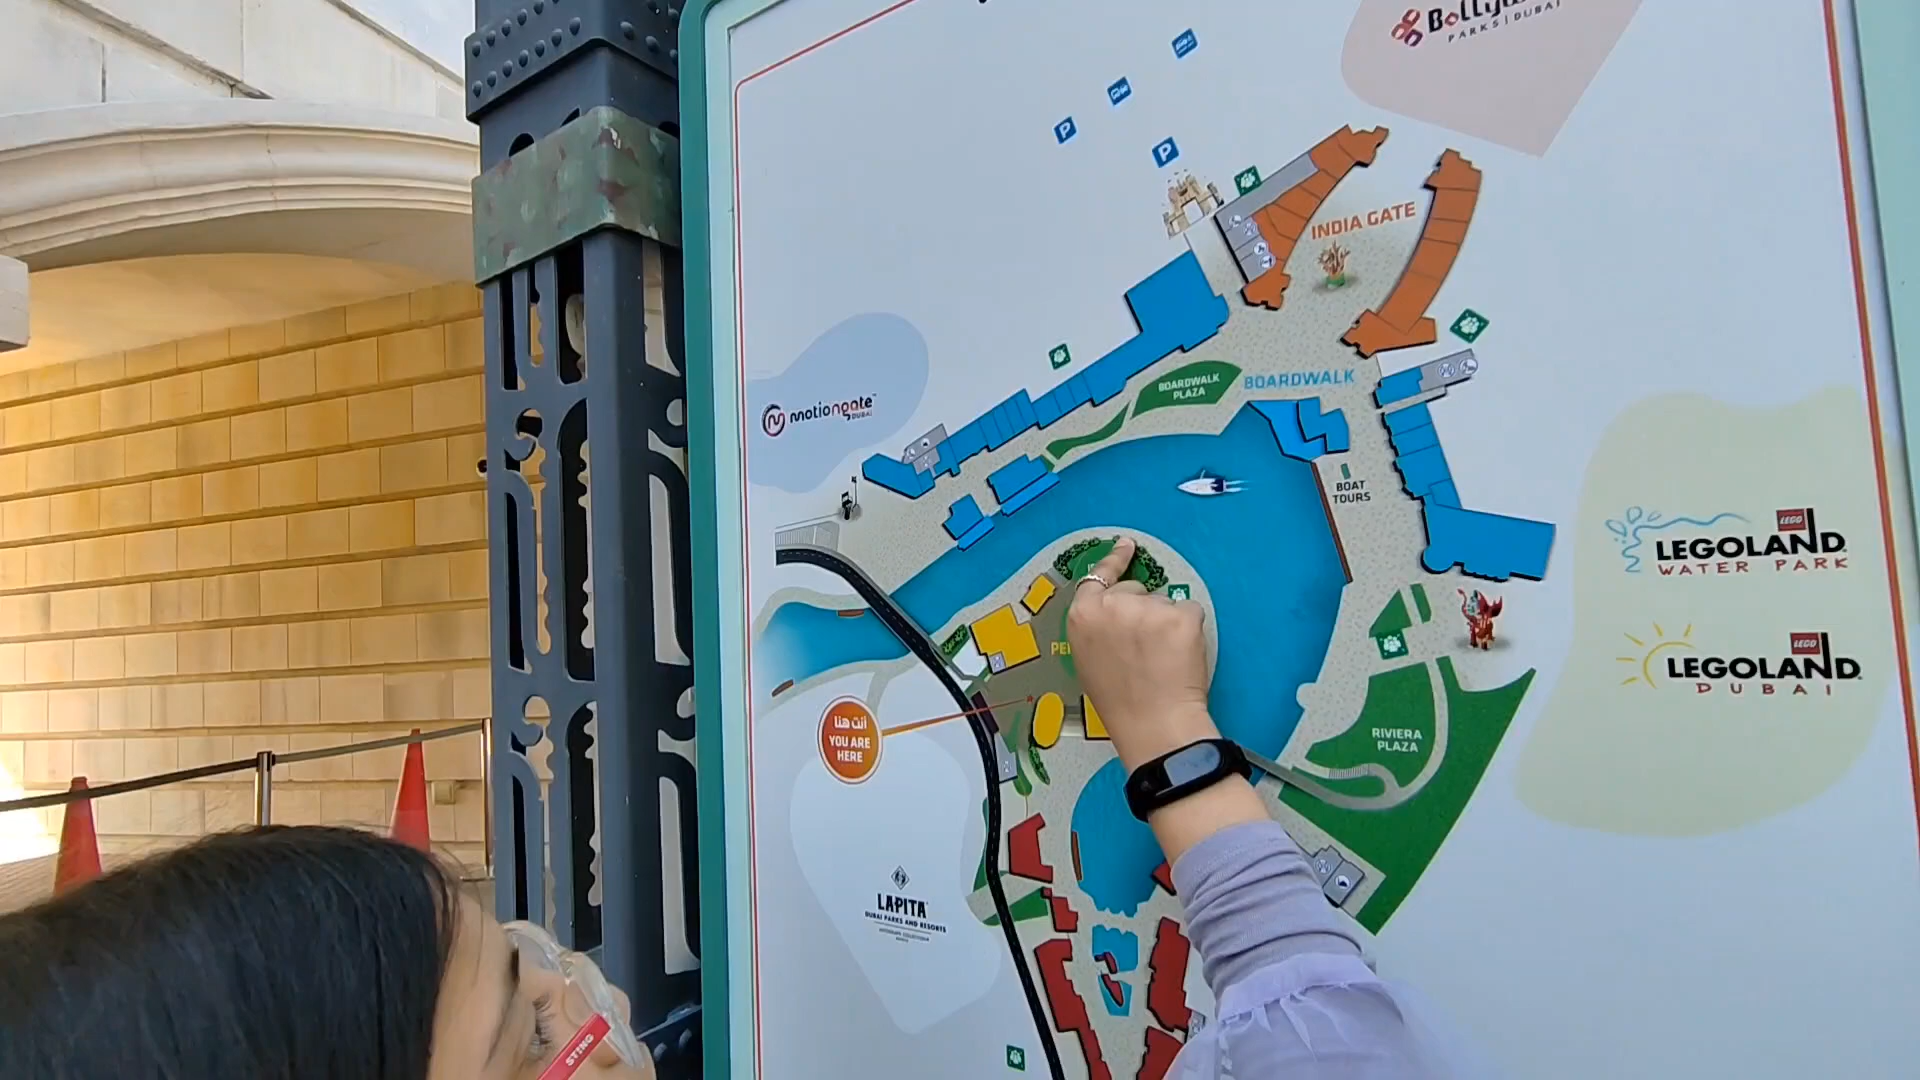 PARKS | DUBAI
P
P
INDIA GATE
BOARDWALK
PLAZA
BOARDWALK
motiongate
DUBAI
BOAT
TOURS
LEGO
LEGOLAND
WATER PARK
LEGO
LEGOLAND
DUBAI
أنت هنا
YOU ARE
HERE
RIVIERA
PLAZA
LAPITA
DUBAI PARKS AND RESORTS
STING